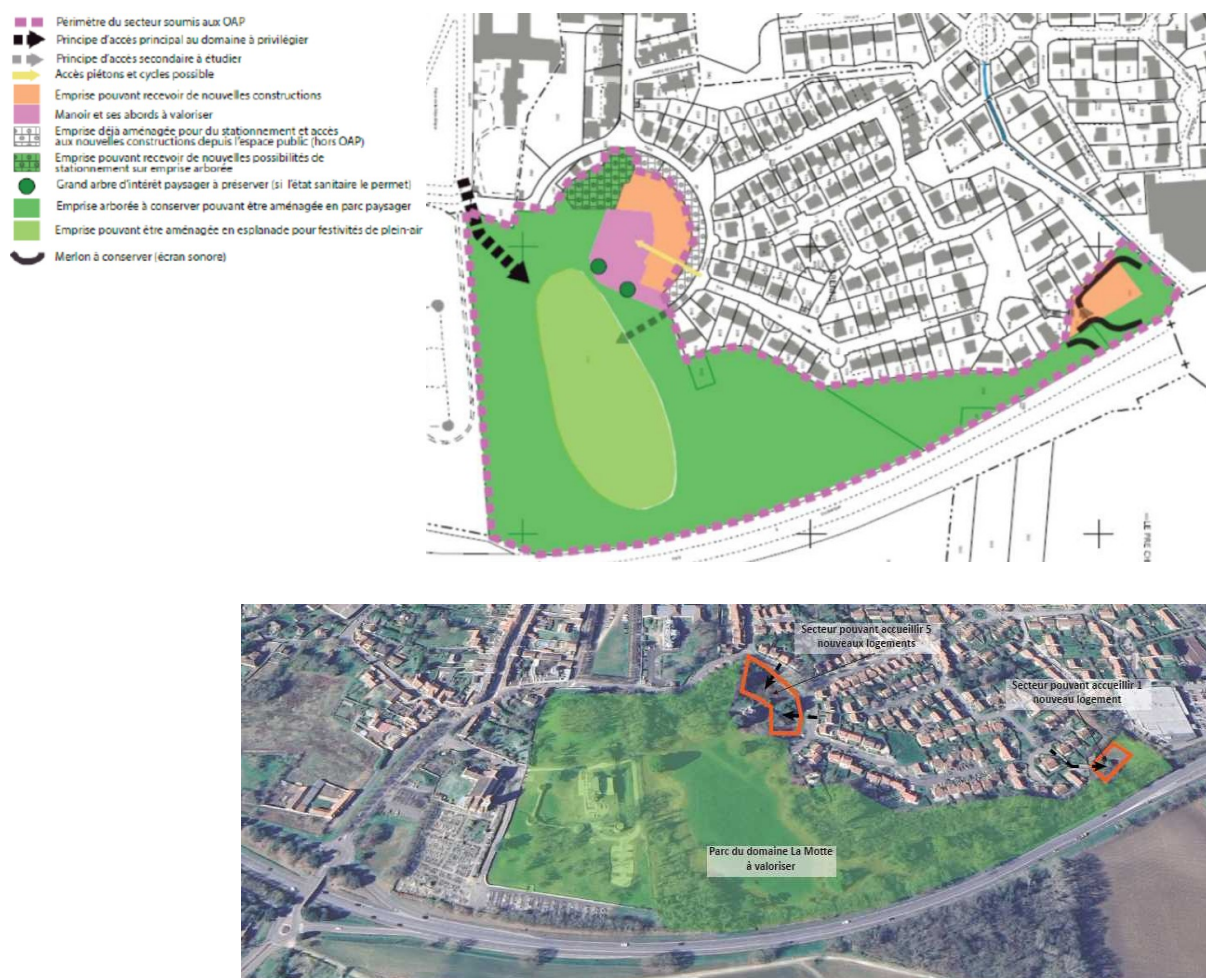 Périmètre du secteur soumis aux OAP
Principe d'accès principal au domaine à privilégier
Principe d'accès secondaire à étudier
Accès piétons et cycles possible
Emprise pouvant recevoir de nouvelles constructions
Manoir et ses abords à valoriser
Emprise déjà aménagée pour du stationnement et accès
aux nouvelles constructions depuis l'espace public (hors OAP)
Emprise pouvant recevoir de nouvelles possibilités de
stationnement sur emprise arborée
Grand arbre d'intérêt paysager à préserver (si l'état sanitaire le permet)
Emprise arborée à conserver pouvant être aménagée en parc paysager
Emprise pouvant être aménagée en esplanade pour festivités de plein-air
Merlon à conserver (écran sonore)
LE PRE CH
Secteur pouvant accueillir 5
nouveaux logements
Secteur pouvant accueillir 1
nouveau logement
Parc du domaine La Motte
à valoriser